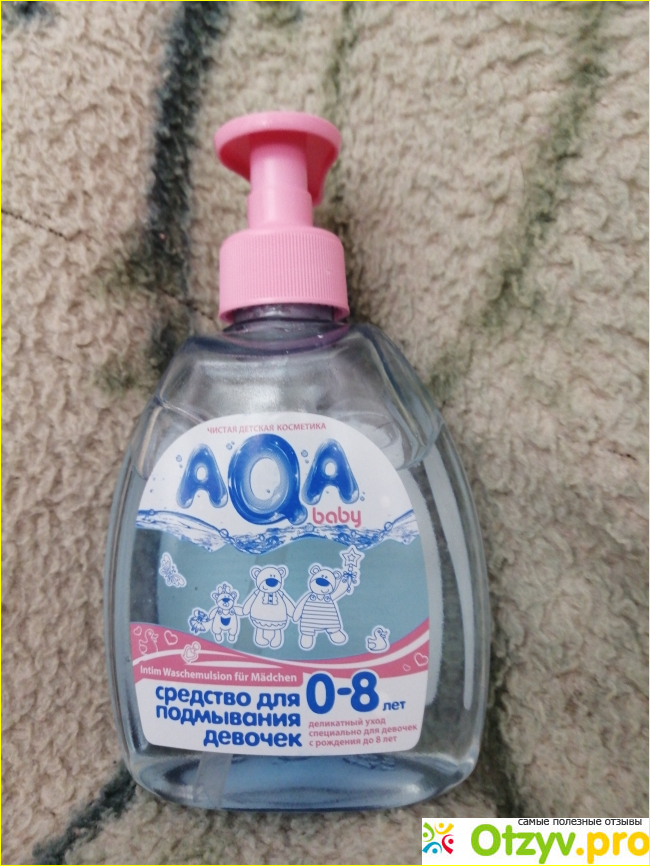 ЧИСТАЯ ДЕТСКАЯ КОСМЕТИКА
AQA
baby
Intim Waschemulsion für Mädchen
средство для
подмывания
девочек
0-8 лет
деликатный уход
специально для девочек
с рождения до 8 лет
самые полезные отзывы
Otzyv.pro